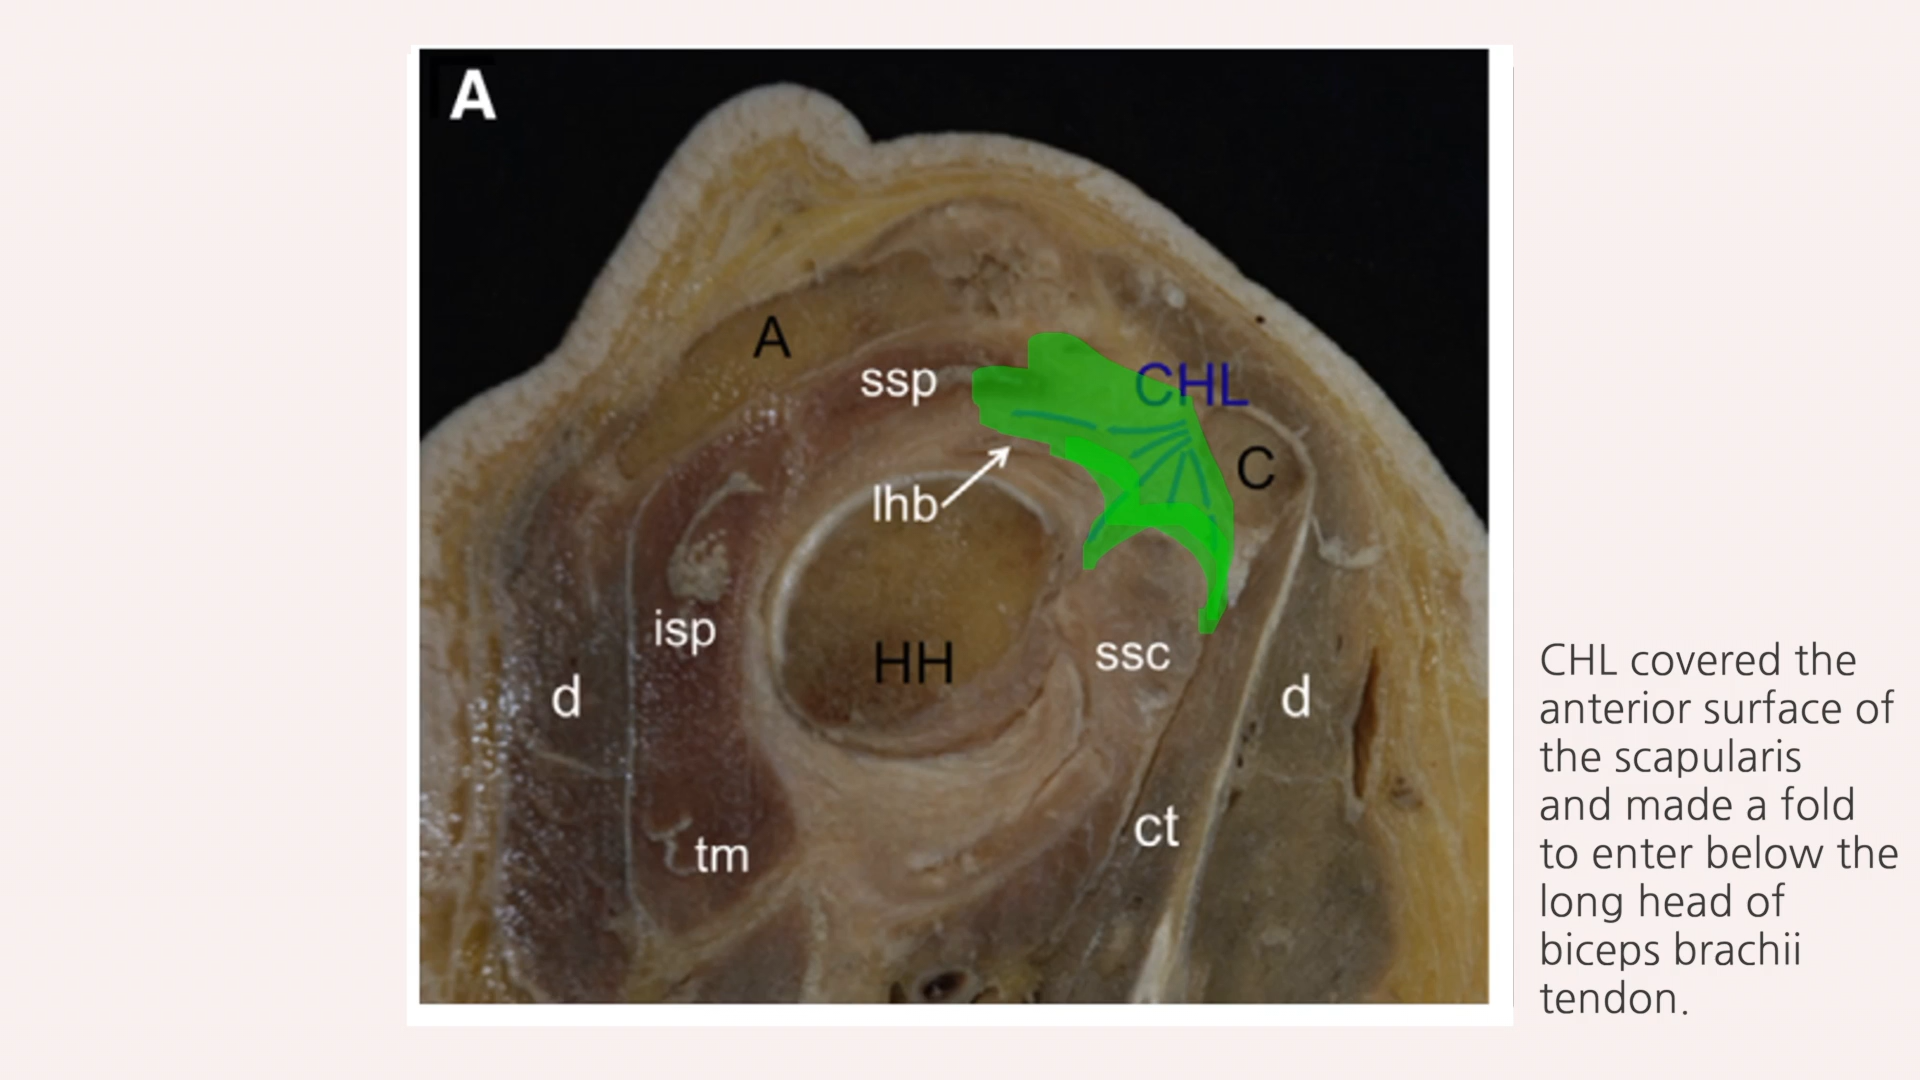 A
A
ssp
CHL
C
lhb
isp
HH
ssc
d
d
ct
tm
CHL covered the
anterior surface of
the scapularis
and made a fold
to enter below the
long head of
biceps brachii
tendon.